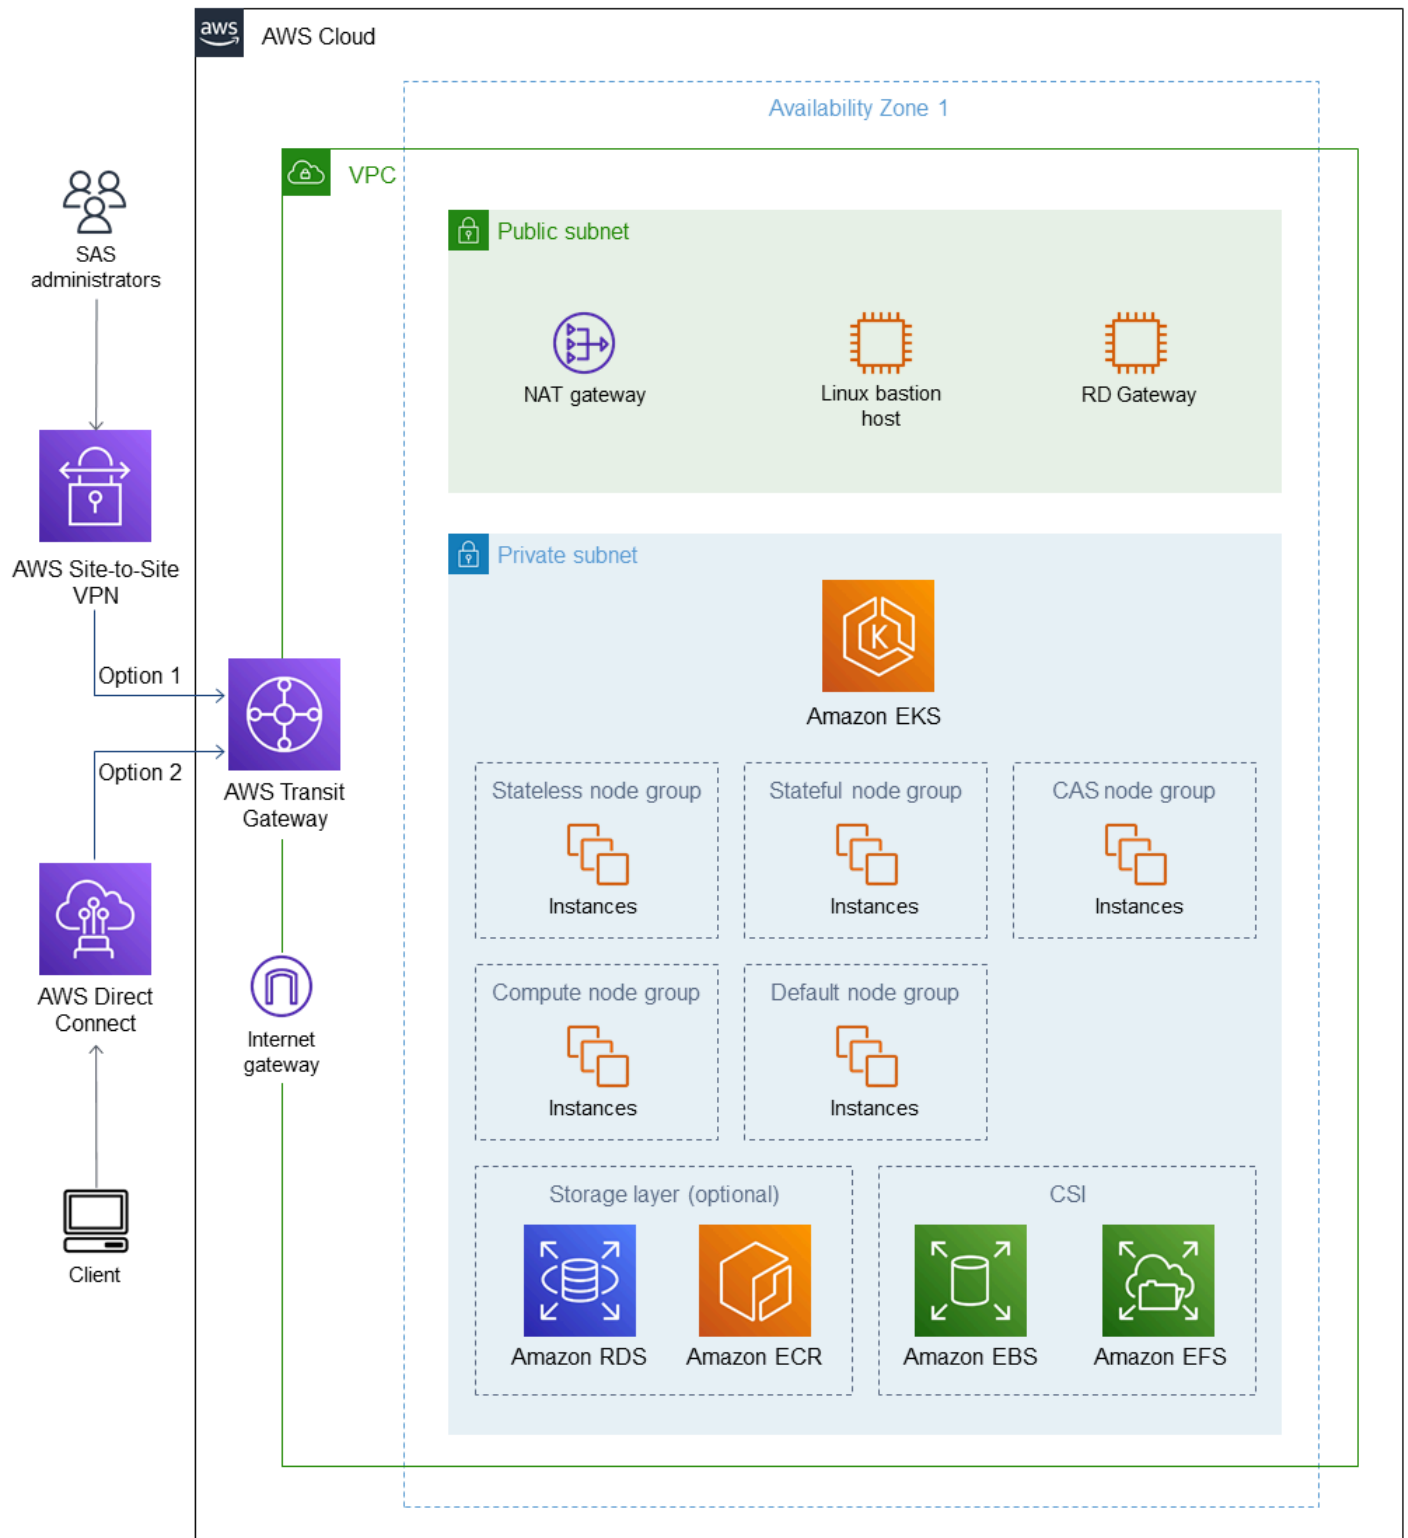 aws
AWS Cloud
Availability Zone 1
VPC
Public subnet
SAS
administrators
NAT gateway
Linux bastion
host
RD Gateway
AWS Site-to-Site
VPN
Private subnet
K
Amazon EKS
Option 1
Option 2
AWS Transit
Gateway
Stateless node group
Instances
Stateful node group
Instances
CAS node group
Instances
AWS Direct
Connect
Internet
gateway
Compute node group
Instances
Default node group
Instances
Client
Storage layer (optional)
Amazon RDS
Amazon ECR
CSI
Amazon EBS
Amazon EFS